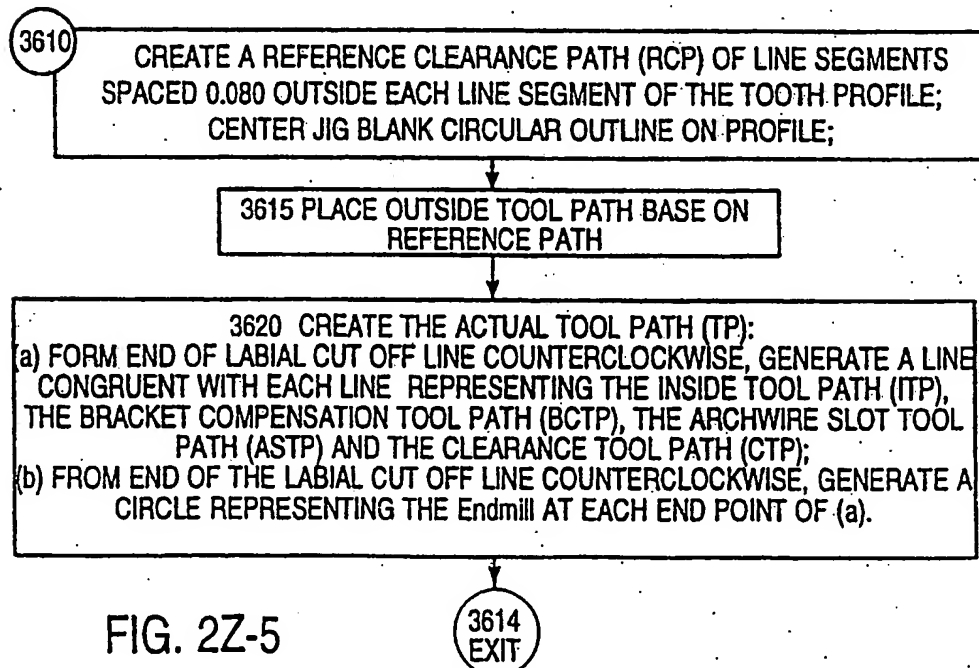 3610
CREATE A REFERENCE CLEARANCE PATH (RCP) OF LINE SEGMENTS
SPACED 0.080 OUTSIDE EACH LINE SEGMENT OF THE TOOTH PROFILE;
CENTER JIG BLANK CIRCULAR OUTLINE ON PROFILE;
3615 PLACE OUTSIDE TOOL PATH BASE ON
REFERENCE PATH
3620 CREATE THE ACTUAL TOOL PATH (TP):
(a) FORM END OF LABIAL CUT OFF LINE COUNTERCLOCKWISE, GENERATE A LINE
CONGRUENT WITH EACH LINE REPRESENTING THE INSIDE TOOL PATH (ITP),
THE BRACKET COMPENSATION TOOL PATH (BCTP), THE ARCHWIRE SLOT TOOL
PATH (ASTP) AND THE CLEARANCE TOOL PATH (CTP);
(b) FROM END OF THE LABIAL CUT OFF LINE COUNTERCLOCKWISE, GENERATE A
CIRCLE REPRESENTING THE Endmill AT EACH END POINT OF (a).
FIG. 2Z-5
3614
EXIT